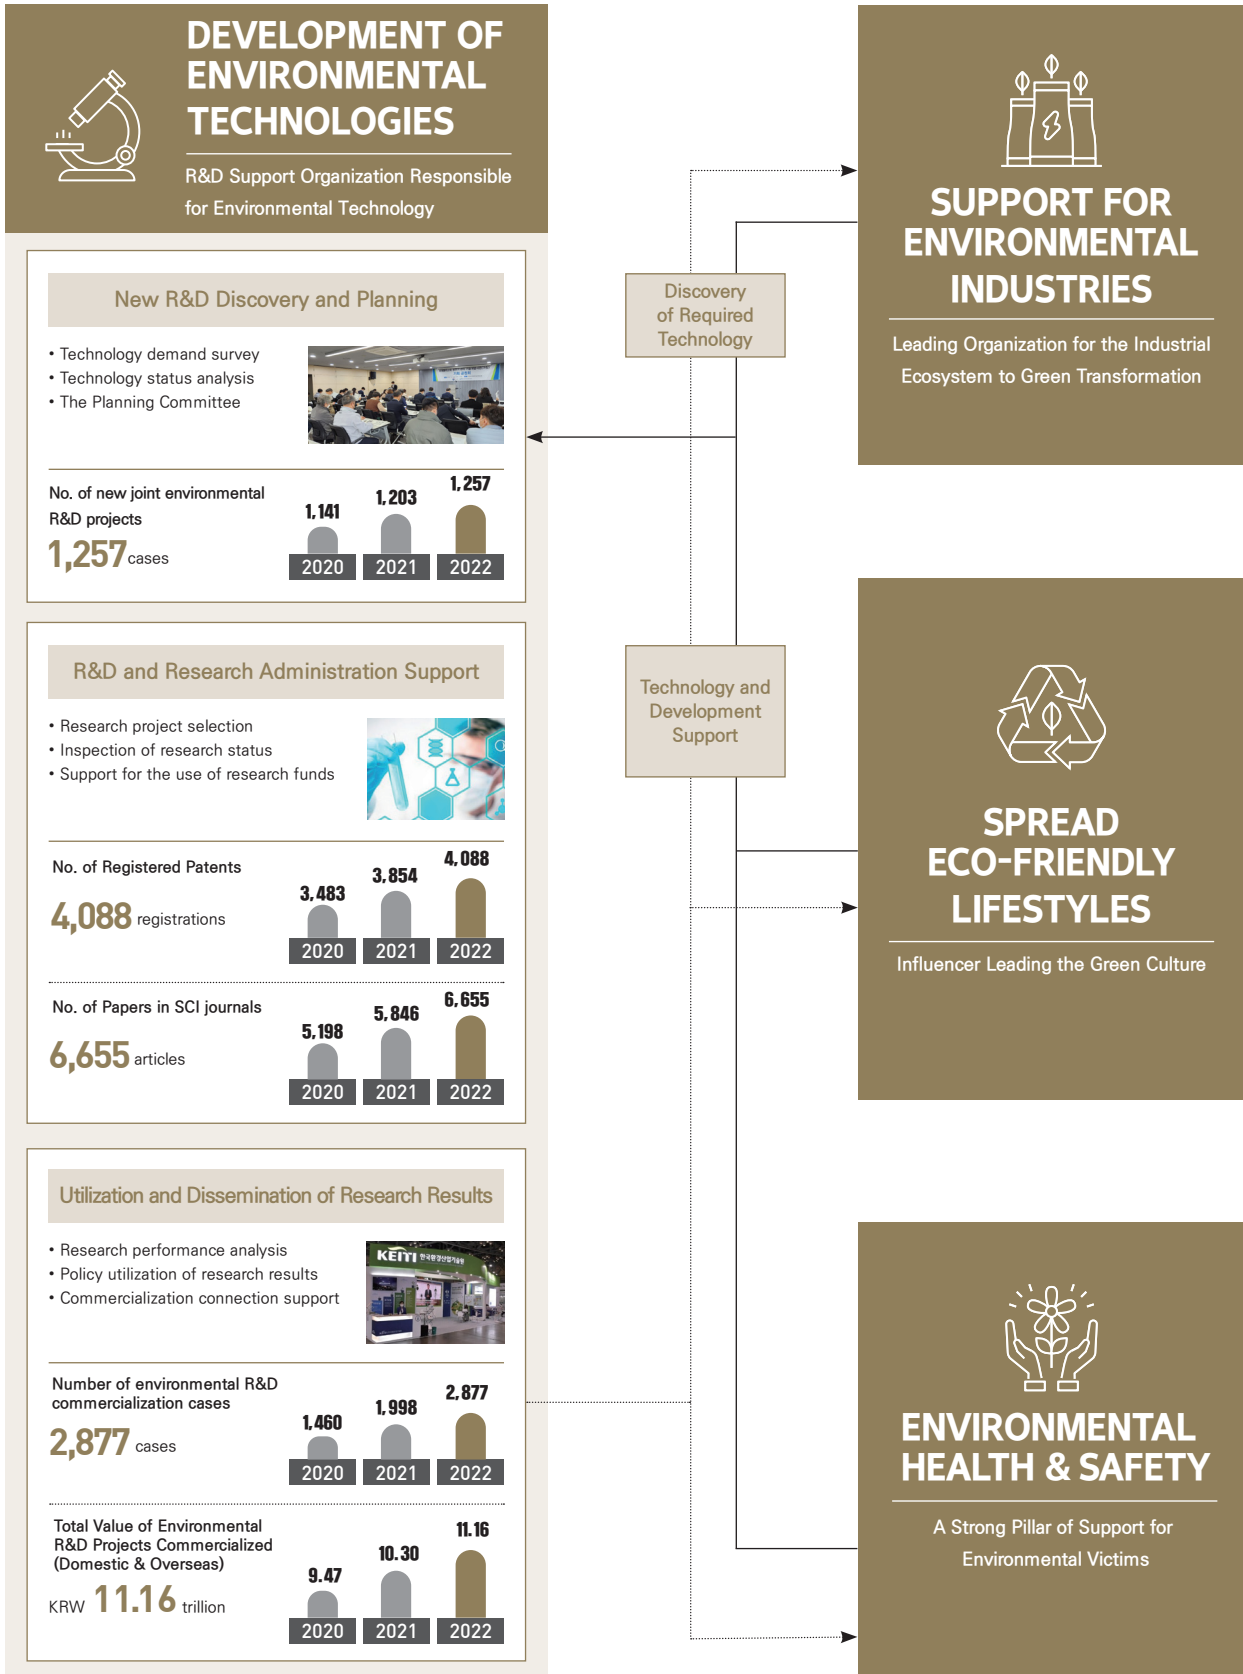 DEVELOPMENT OF
ENVIRONMENTAL
TECHNOLOGIES
R&D Support Organization Responsible
for Environmental Technology
New R&D Discovery and Planning
• Technology demand survey
• Technology status analysis
• The Planning Committee
No. of new joint environmental
R&D projects
1,257 cases
1,141
1,203
1,257
2020
2021
2022
R&D and Research Administration Support
• Research project selection
• Inspection of research status
• Support for the use of research funds
No. of Registered Patents
4,088 registrations
3,483
3,854
4,088
2020
2021
2022
No. of Papers in SCI journals
6,655 articles
5,198
5,846
6,655
2020
2021
2022
Utilization and Dissemination of Research Results
• Research performance analysis
• Policy utilization of research results
• Commercialization connection support
KEITI 한국환경산업기술원
Number of environmental R&D
commercialization cases
2,877 cases
1,460
1,998
2,877
2020
2021
2022
Total Value of Environmental
R&D Projects Commercialized
(Domestic & Overseas)
KRW 11.16 trillion
9.47
10.30
11.16
2020
2021
2022
Discovery
of Required
Technology
Technology and
Development
Support
SUPPORT FOR
ENVIRONMENTAL
INDUSTRIES
Leading Organization for the Industrial
Ecosystem to Green Transformation
SPREAD
ECO-FRIENDLY
LIFESTYLES
Influencer Leading the Green Culture
ENVIRONMENTAL
HEALTH & SAFETY
A Strong Pillar of Support for
Environmental Victims